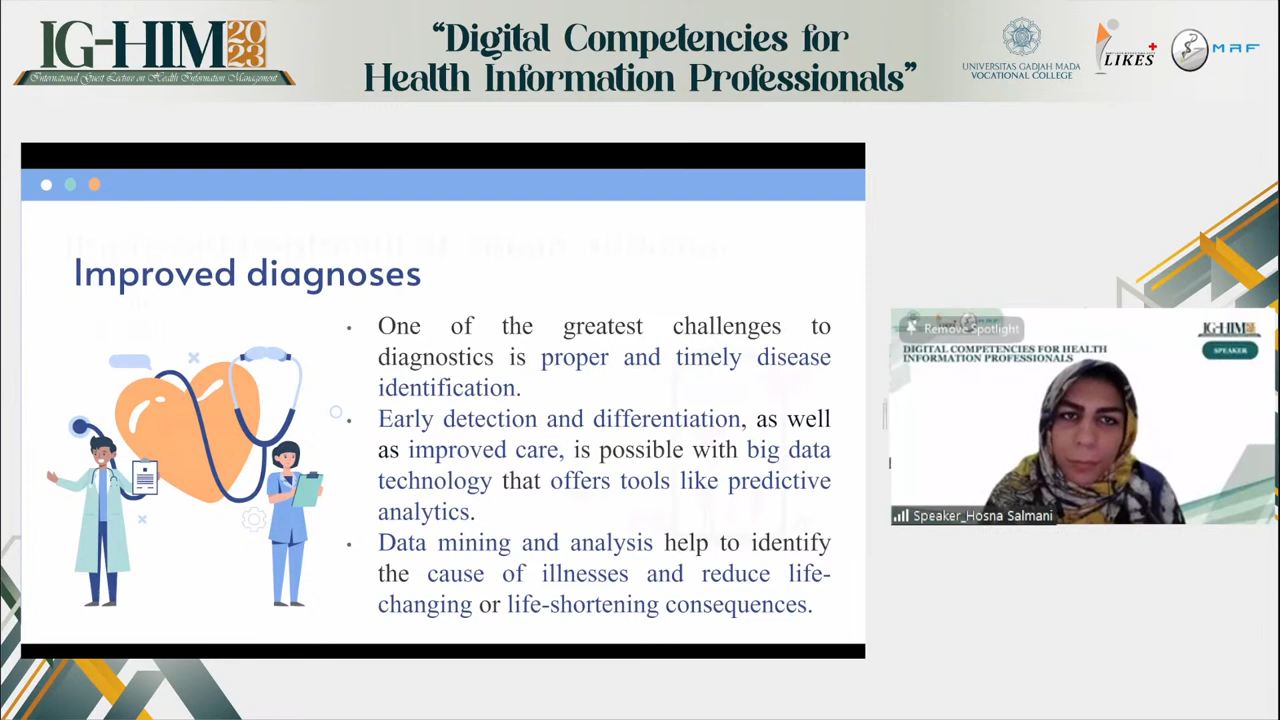 IG-HIM 2023
International Guest Lecture on Health Information Management
“Digital Competencies for
Health Information Professionals”
UNIVERSITAS GADJAH MADA
VOCATIONAL COLLEGE
LIKES
MRF
Improved diagnoses
• One of the greatest challenges to
diagnostics is proper and timely disease
identification.
• Early detection and differentiation, as well
as improved care, is possible with big data
technology that offers tools like predictive
analytics.
• Data mining and analysis help to identify
the cause of illnesses and reduce life-
changing or life-shortening consequences.
Remove Spotlight
IG-HIM
DIGITAL COMPETENCIES FOR HEALTH
INFORMATION PROFESSIONALS
SPEAKER
Speaker_Hosna Salmani